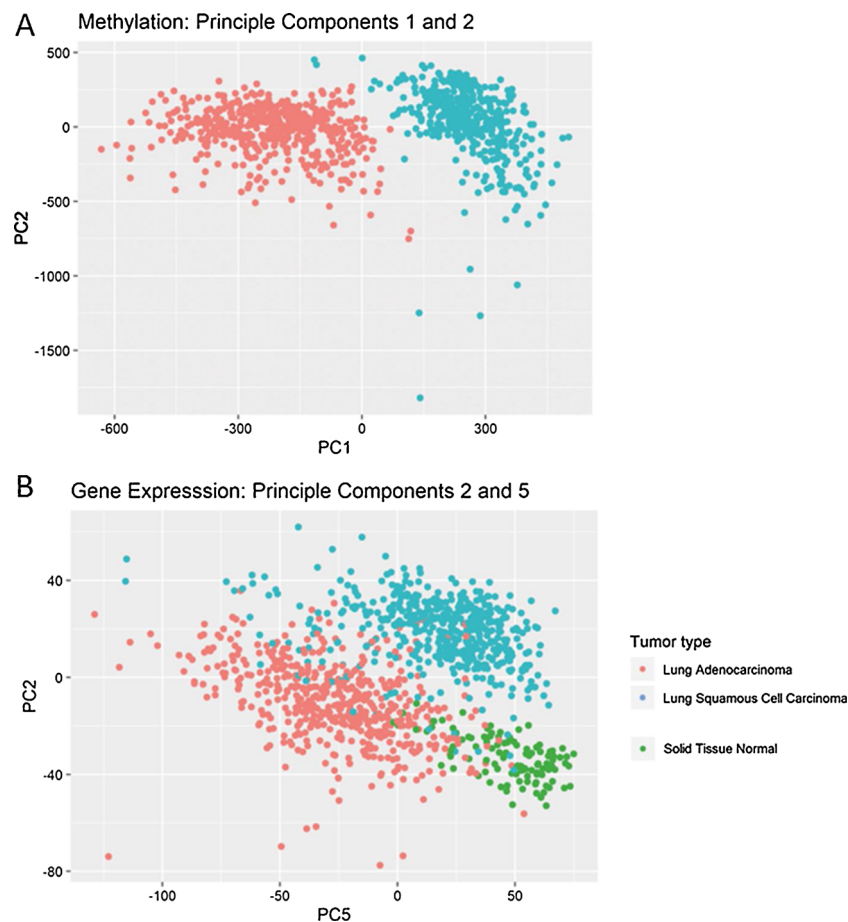 A
Methylation: Principle Components 1 and 2
500
0
-500
-1000
-1500
PC2
-600
-300
0
300
PC1
B
Gene Expresssion: Principle Components 2 and 5
40
0
-40
-80
PC2
-100
-50
0
50
PC5
Tumor type
Lung Adenocarcinoma
Lung Squamous Cell Carcinoma
Solid Tissue Normal